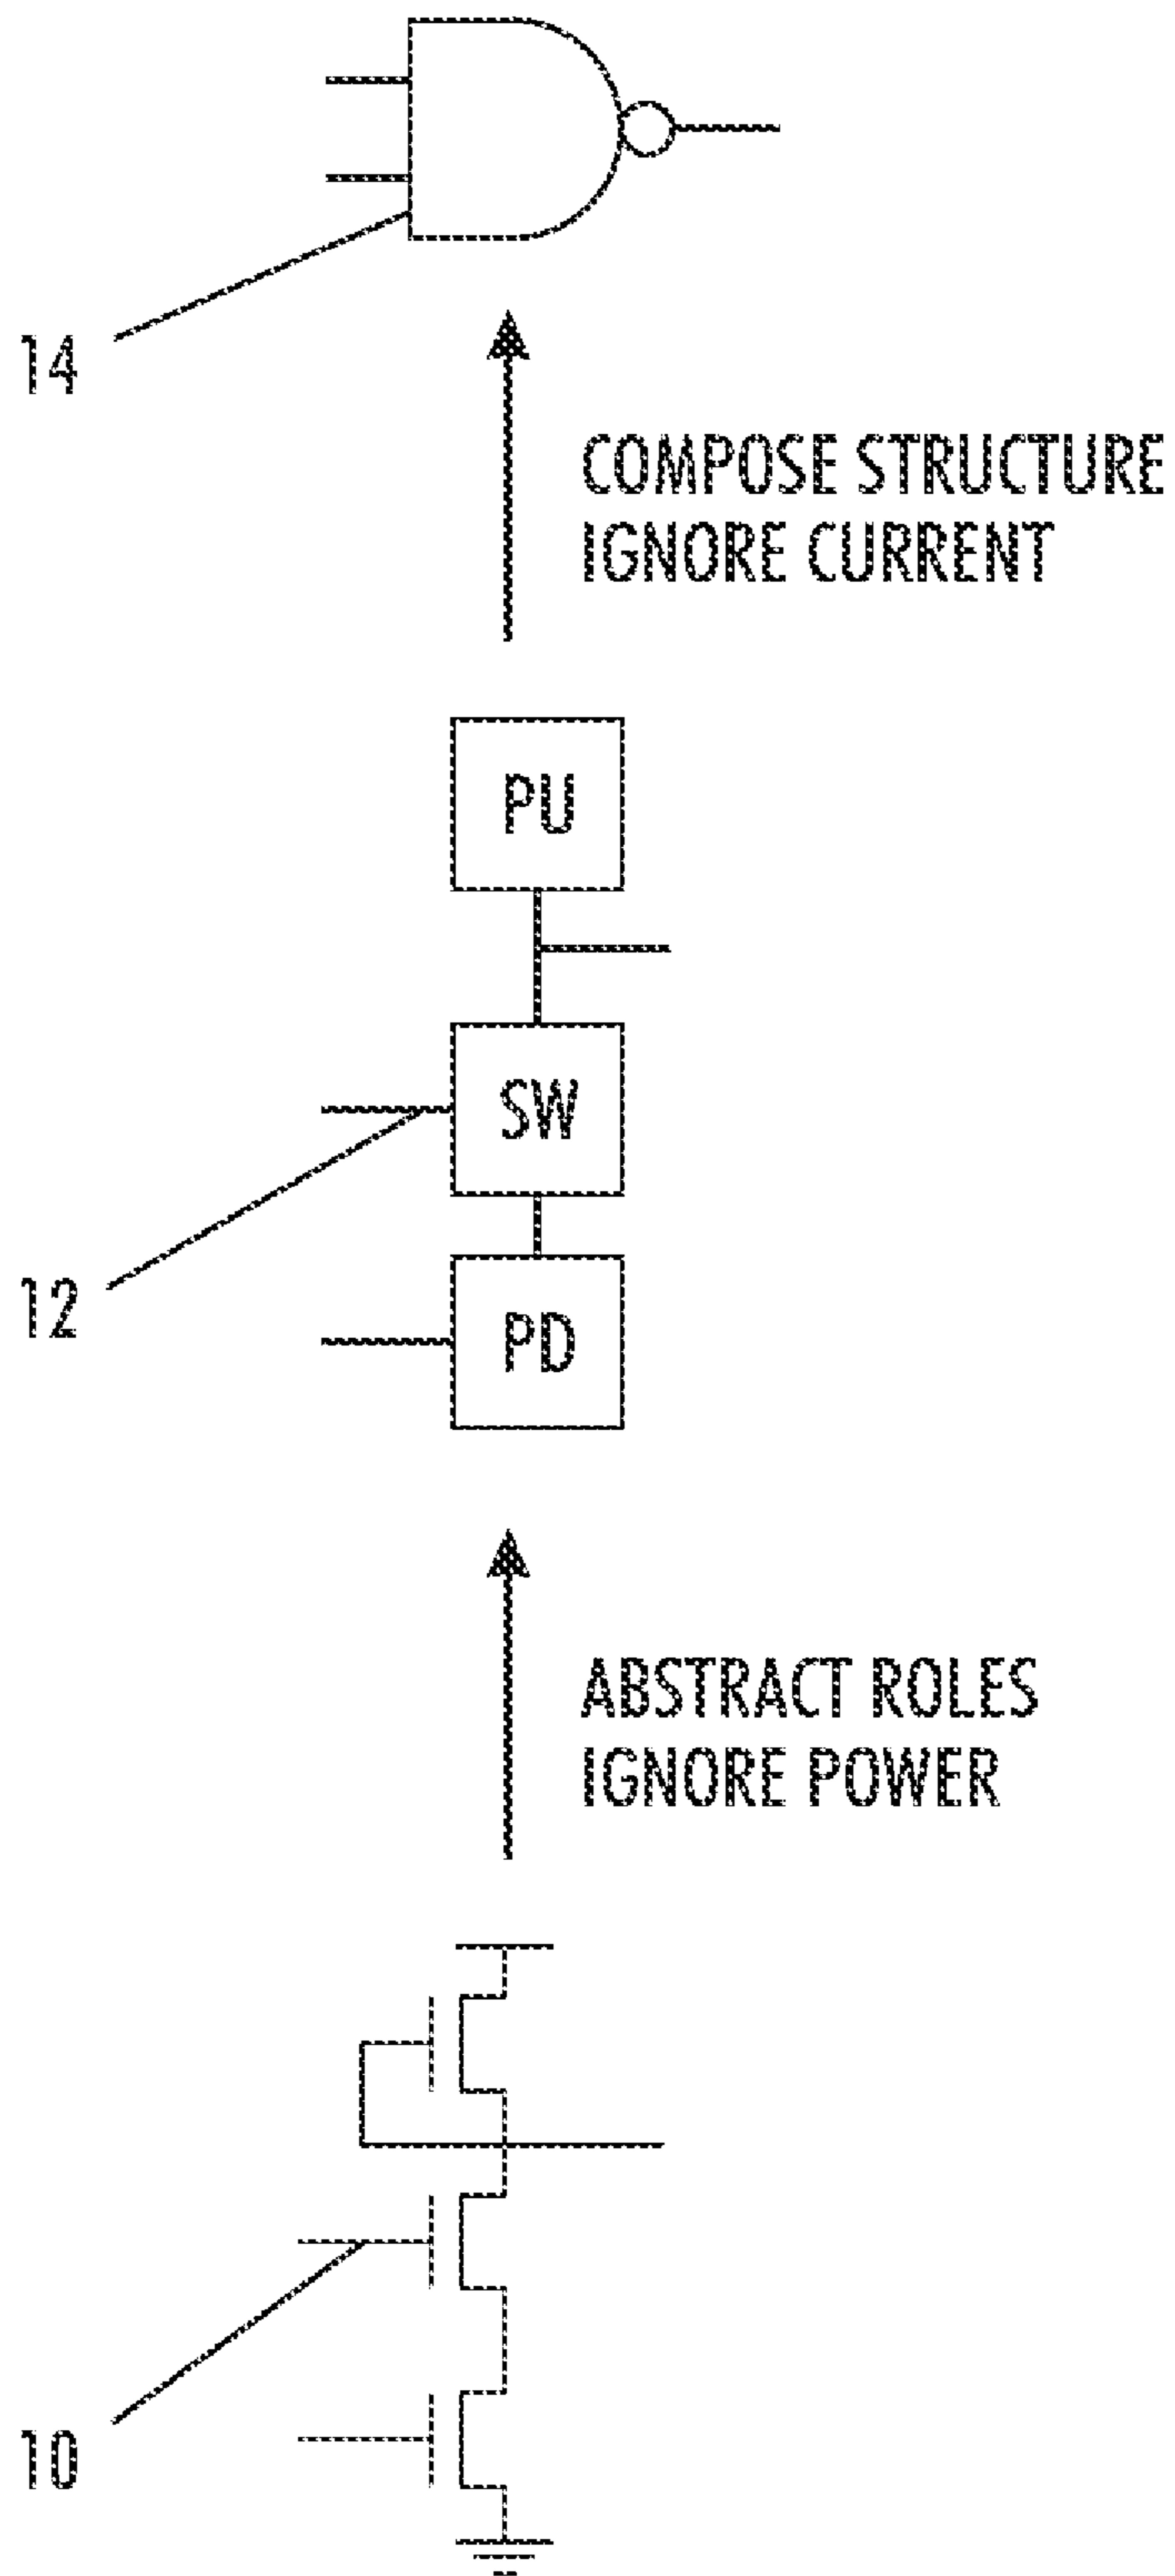 14
COMPOSE STRUCTURE
IGNORE CURRENT
PU
SW
12
PD
ABSTRACT ROLES
IGNORE POWER
10